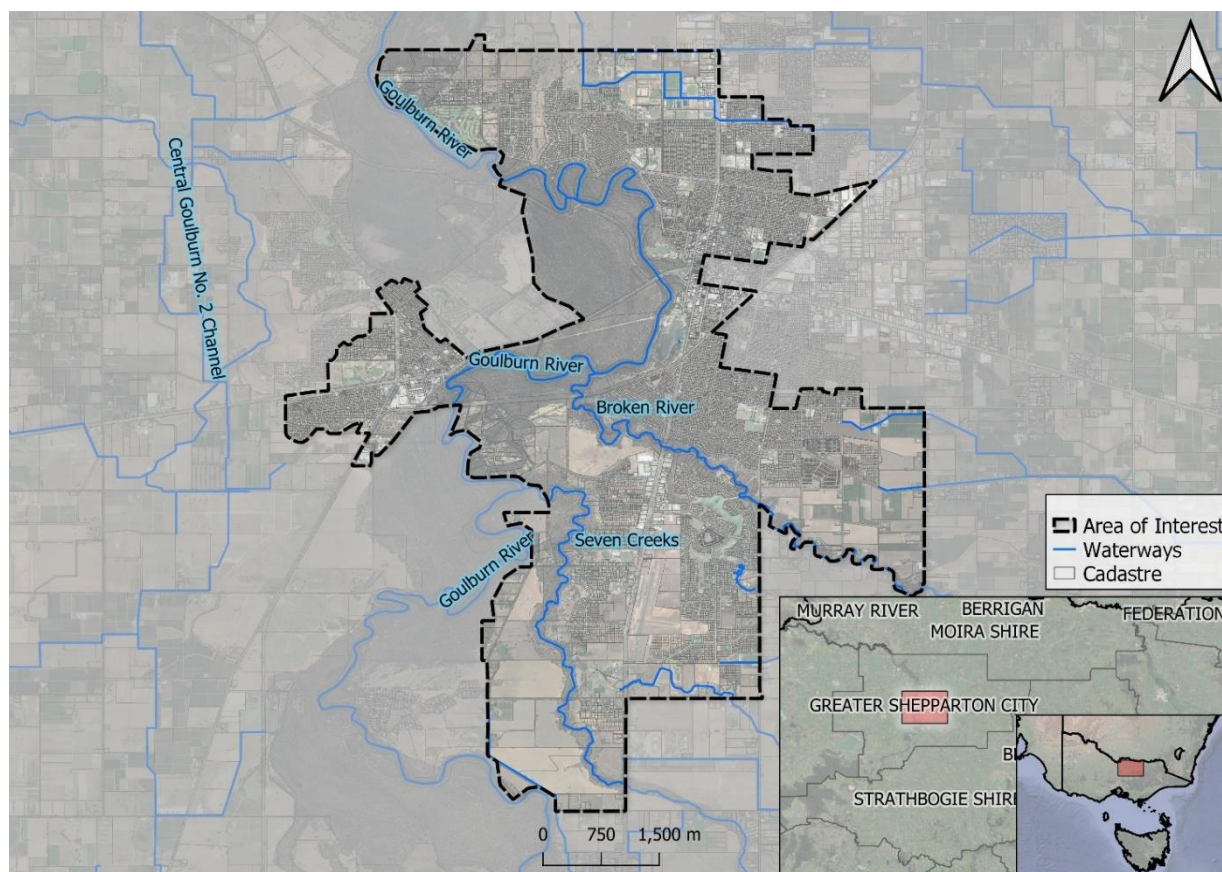 Goulburn River
Central Goulburn No. 2 Channel
Goulburn River
Broken River
Seven Creeks
Goulburn River
Area of Interest
Waterways
Cadastre
MURRAY RIVER
BERRIGAN
FEDERATION
MOIRA SHIRE
GREATER SHEPPARTON CITY
STRATHBOGIE SHIRE
0 750 1,500 m